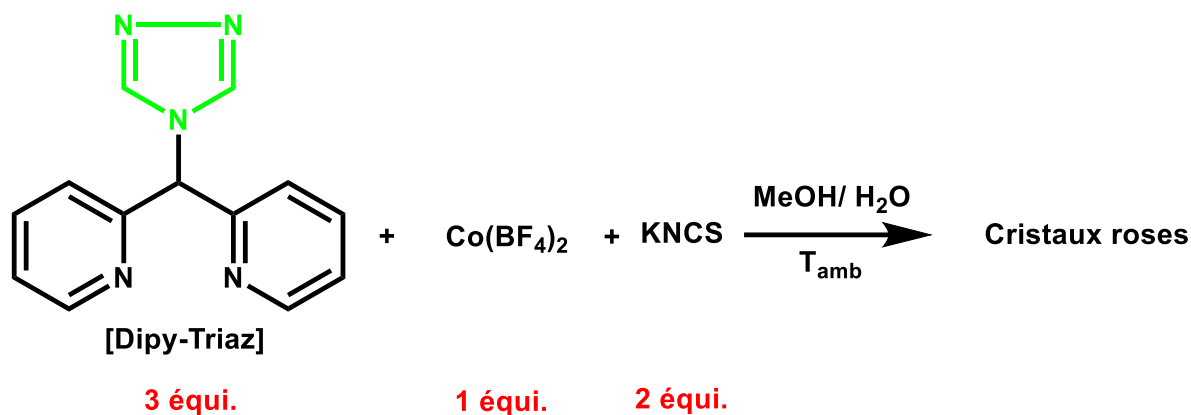 N N
N
N N
[Dipy-Triaz]
+
Co(BF₄)₂
+
KNCS
MeOH/ H₂O
Tamb
Cristaux roses
3 équi.
1 équi.
2 équi.